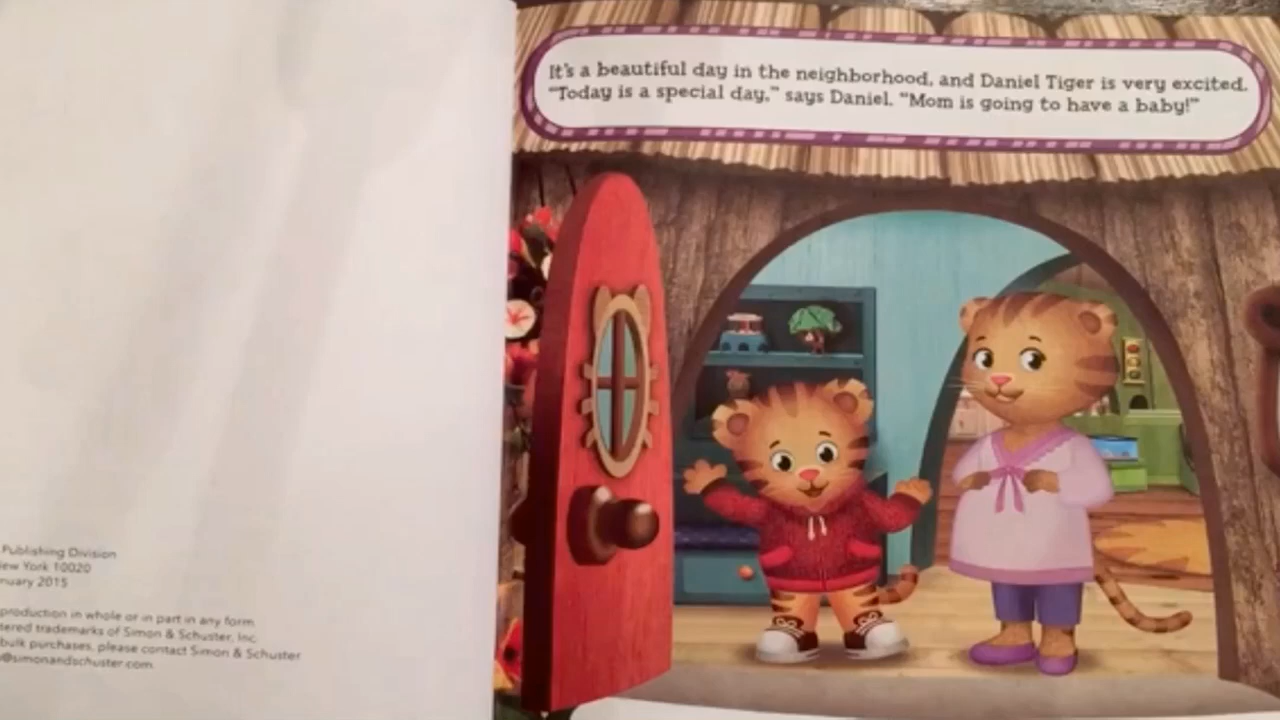 Publishing Division
New York 10020
nuary 2015
production in whole or in part in any form.
tered trademarks of Simon & Schuster, Inc.
bulk purchases, please contact Simon & Schuster
@simonandschuster.com.
It's a beautiful day in the neighborhood, and Daniel Tiger is very excited.
"Today is a special day," says Daniel. "Mom is going to have a baby!"